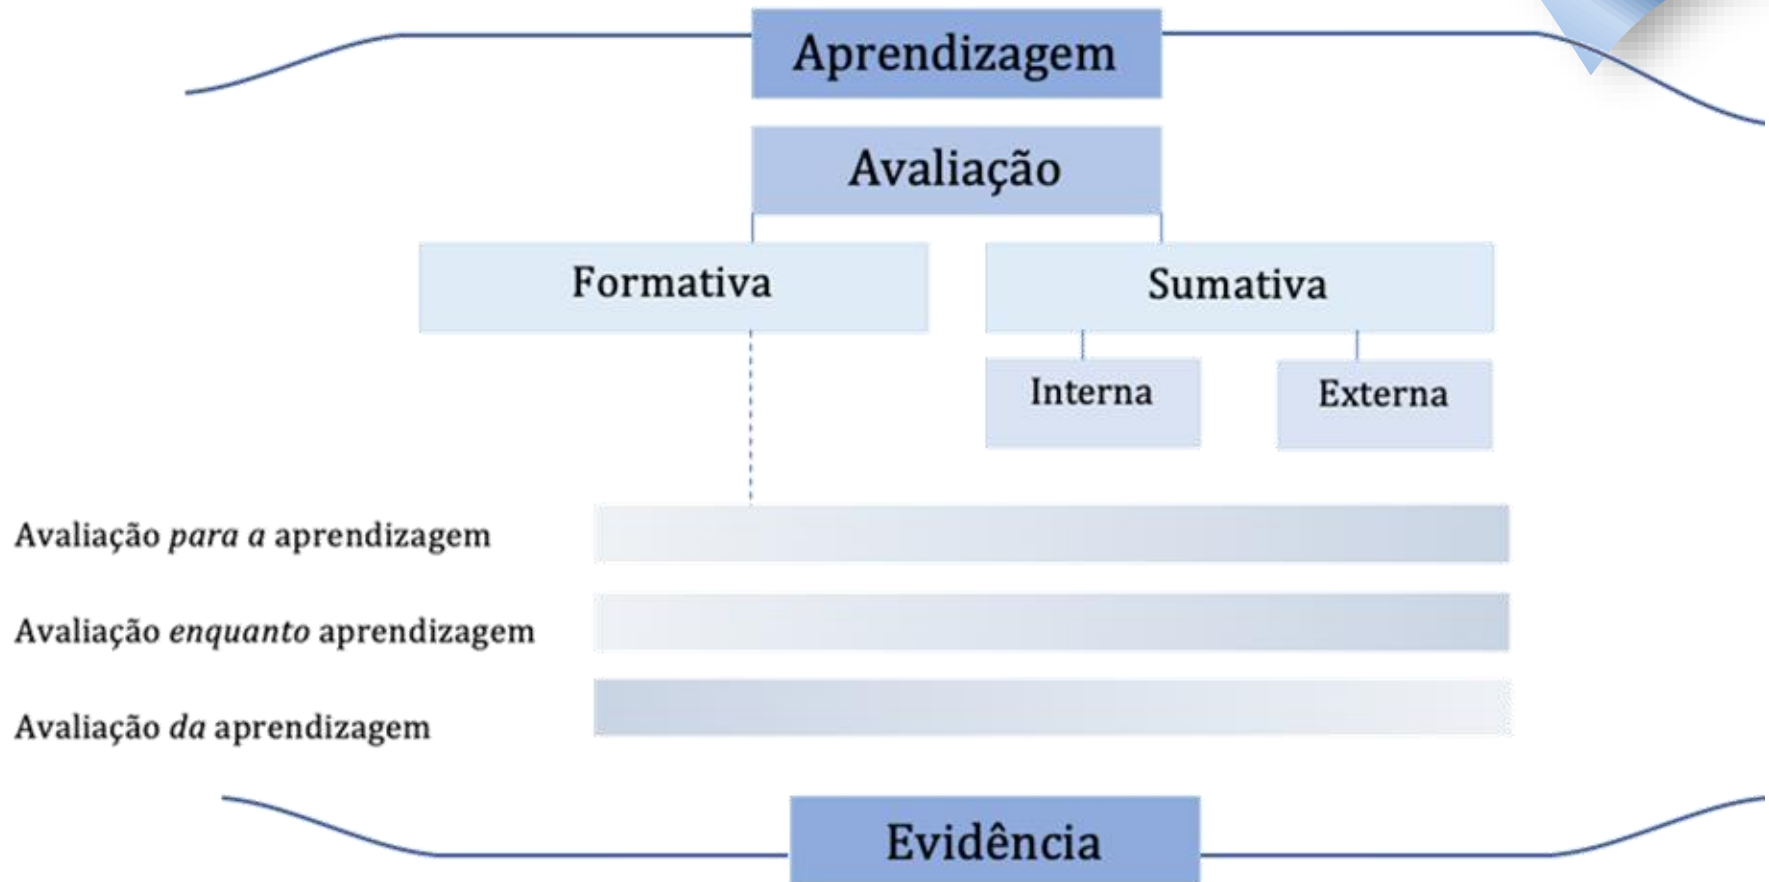 Aprendizagem
Avaliação
Formativa
Sumativa
Interna
Externa
Avaliação para a aprendizagem
Avaliação enquanto aprendizagem
Avaliação da aprendizagem
Evidência